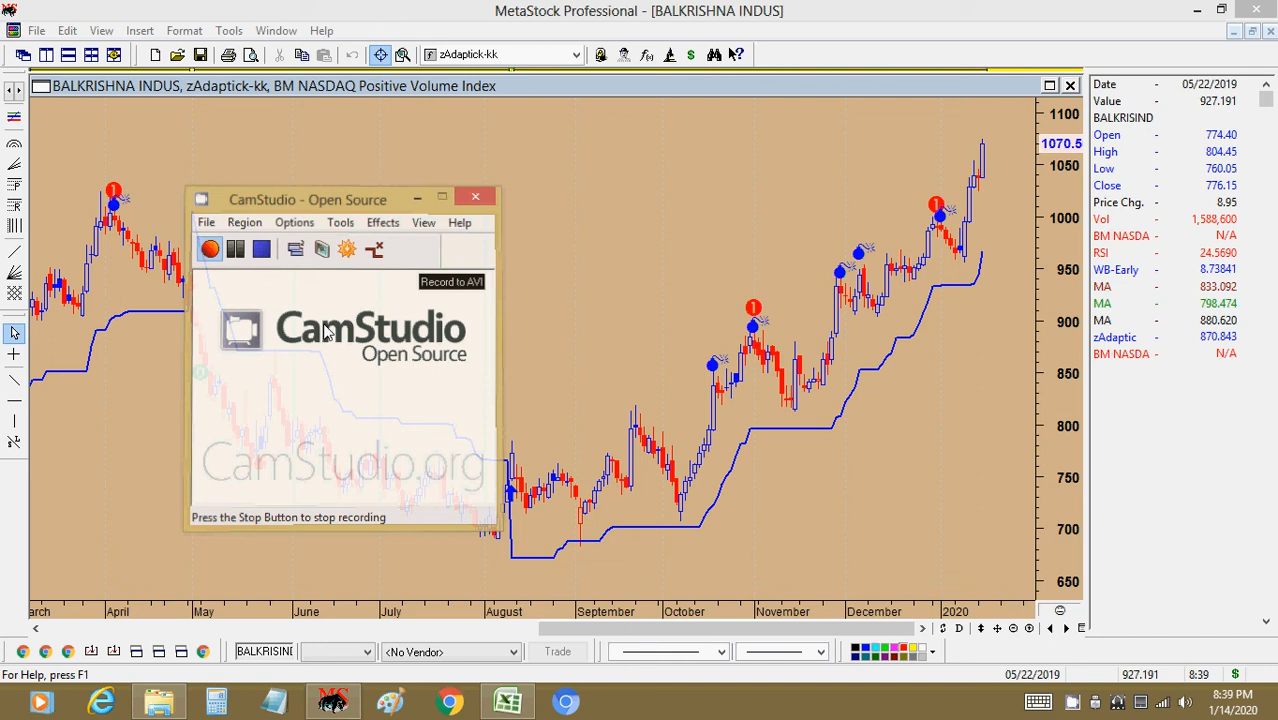 MetaStock Professional - [BALKRISHNA INDUS]
File Edit View Insert Format Tools Window Help
zAdaptick-kk
BALKRISHNA INDUS, zAdaptick-kk, BM NASDAQ Positive Volume Index
1100
1070.5
1050
1000
950
900
850
800
750
700
650
1
1
1
0
CamStudio - Open Source
File Region Options Tools Effects View Help
Record to AVI
CamStudio
Open Source
CamStudio.org
Press the Stop Button to stop recording
arch April May June July August September October November December 2020
Date 05/22/2019
Value - 927.191
BALKRISIND
Open - 774.40
High - 804.45
Low - 760.05
Close - 776.15
Price Chg. - 3.95
Vol - 1,588,600
BM NASDA - N/A
RSI - 24.5690
WB-Early - 8.73841
MA - 833.092
MA - 798.474
MA - 880.620
zAdaptic - 870.843
BM NASDA - N/A
D
BALKRISINI
<No Vendor>
Trade
For Help, press F1
05/22/2019 927.191 8:39 $
8:39 PM
1/14/2020